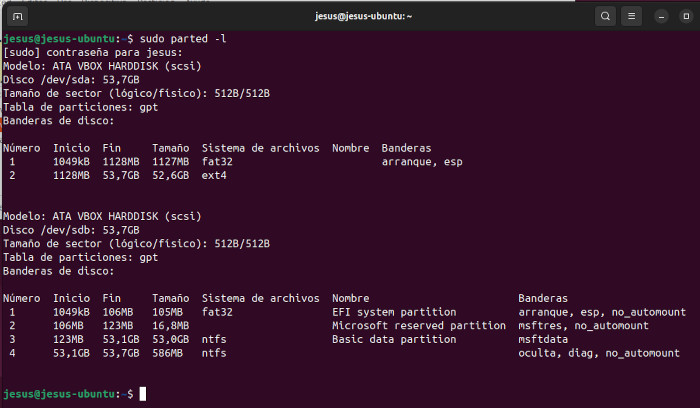 jesus@jesus-ubuntu: ~
jesus@jesus-ubuntu:~$ sudo parted -l
[sudo] contraseña para jesus:
Modelo: ATA VBOX HARDDISK (scsi)
Disco /dev/sda: 53,7GB
Tamaño de sector (lógico/físico): 512B/512B
Tabla de particiones: gpt
Banderas de disco:
Número  Inicio  Fin     Tamaño  Sistema de archivos  Nombre  Banderas
 1      1049kB  1128MB  1127MB  fat32                        arranque, esp
 2      1128MB  53,7GB  52,6GB  ext4
Modelo: ATA VBOX HARDDISK (scsi)
Disco /dev/sdb: 53,7GB
Tamaño de sector (lógico/físico): 512B/512B
Tabla de particiones: gpt
Banderas de disco:
Número  Inicio  Fin     Tamaño  Sistema de archivos  Nombre                        Banderas
 1      1049kB  106MB   105MB   fat32                EFI system partition          arranque, esp, no_automount
 2      106MB   123MB   16,8MB                       Microsoft reserved partition  msftres, no_automount
 3      123MB   53,1GB  53,0GB  ntfs                 Basic data partition          msftdata
 4      53,1GB  53,7GB  586MB   ntfs                                               oculta, diag, no_automount
jesus@jesus-ubuntu:~$